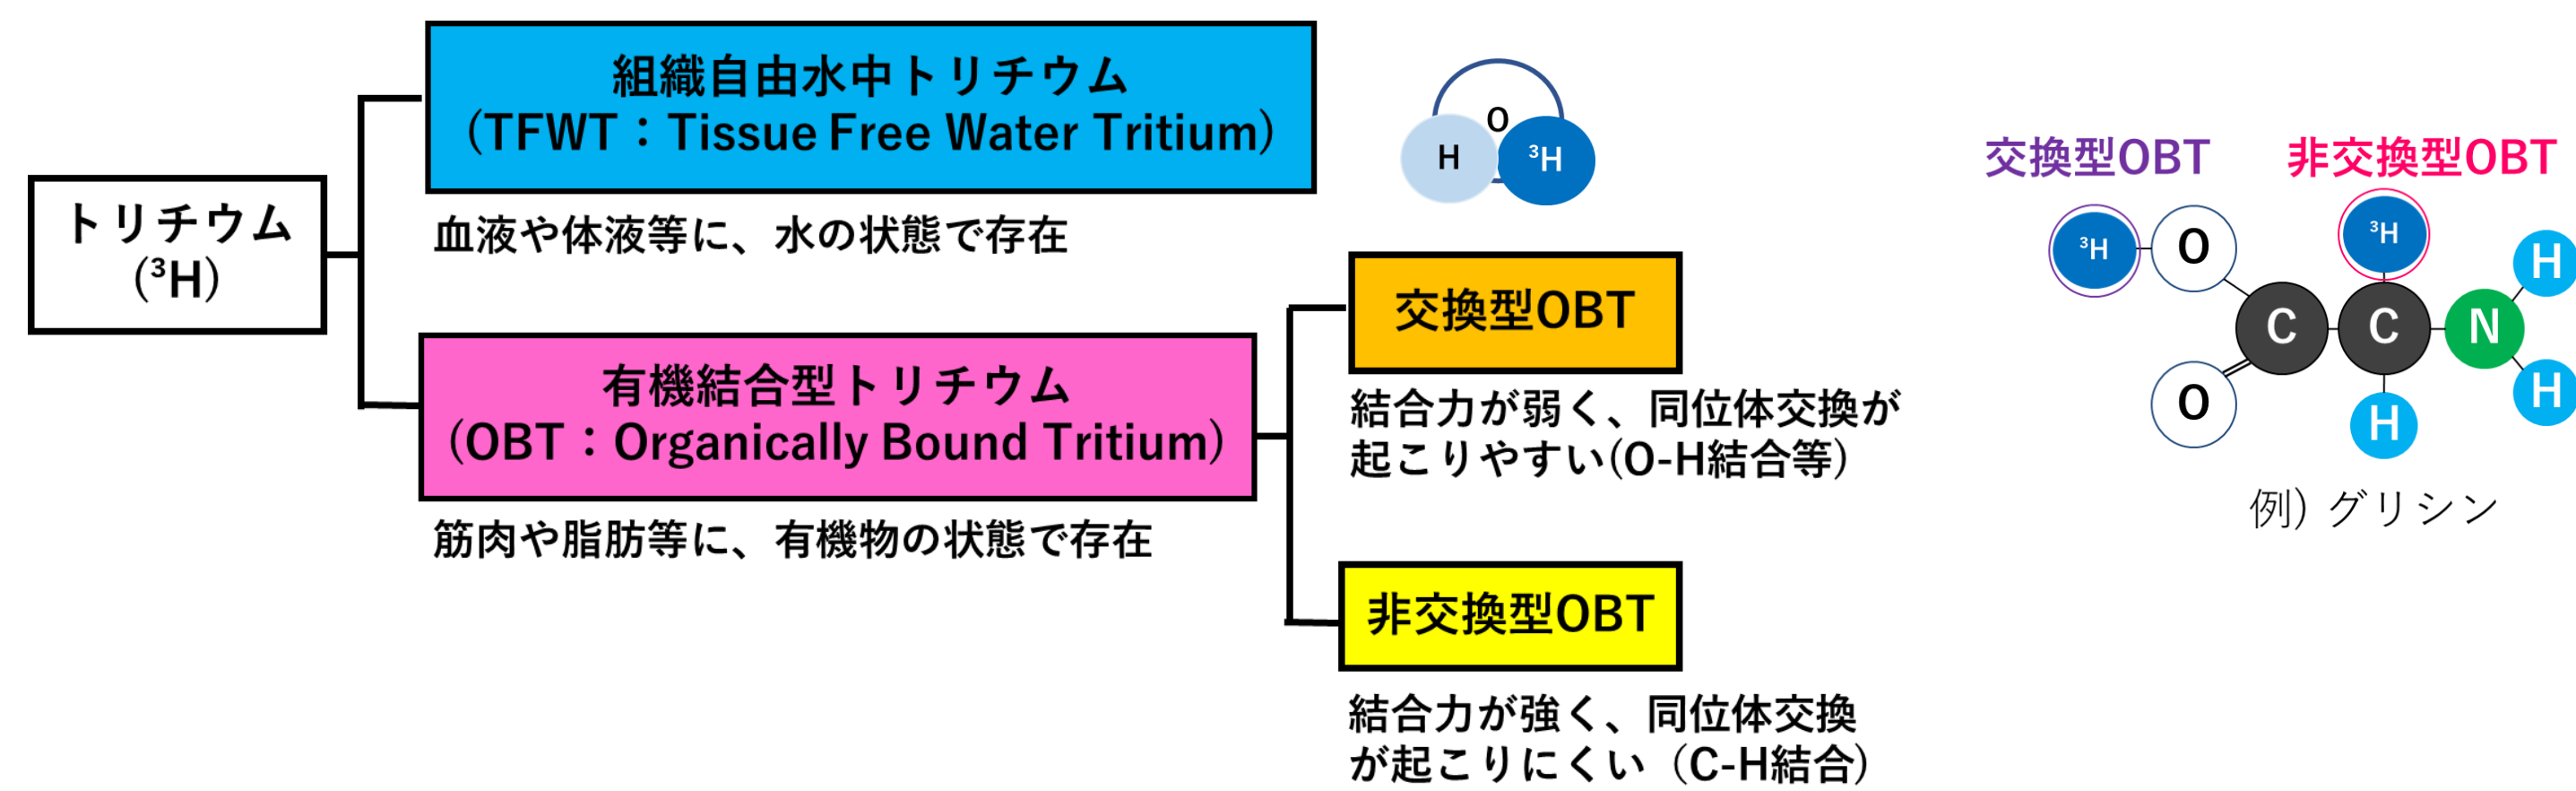 トリチウム
(³H)
組織自由水中トリチウム
(TFWT：Tissue Free Water Tritium)
血液や体液等に、水の状態で存在
有機結合型トリチウム
(OBT：Organically Bound Tritium)
筋肉や脂肪等に、有機物の状態で存在
O
H
³H
交換型OBT
結合力が弱く、同位体交換が
起こりやすい(O-H結合等)
非交換型OBT
結合力が強く、同位体交換
が起こりにくい（C-H結合)
交換型OBT
非交換型OBT
³H
O
³H
H
C
C
N
O
H
H
例) グリシン